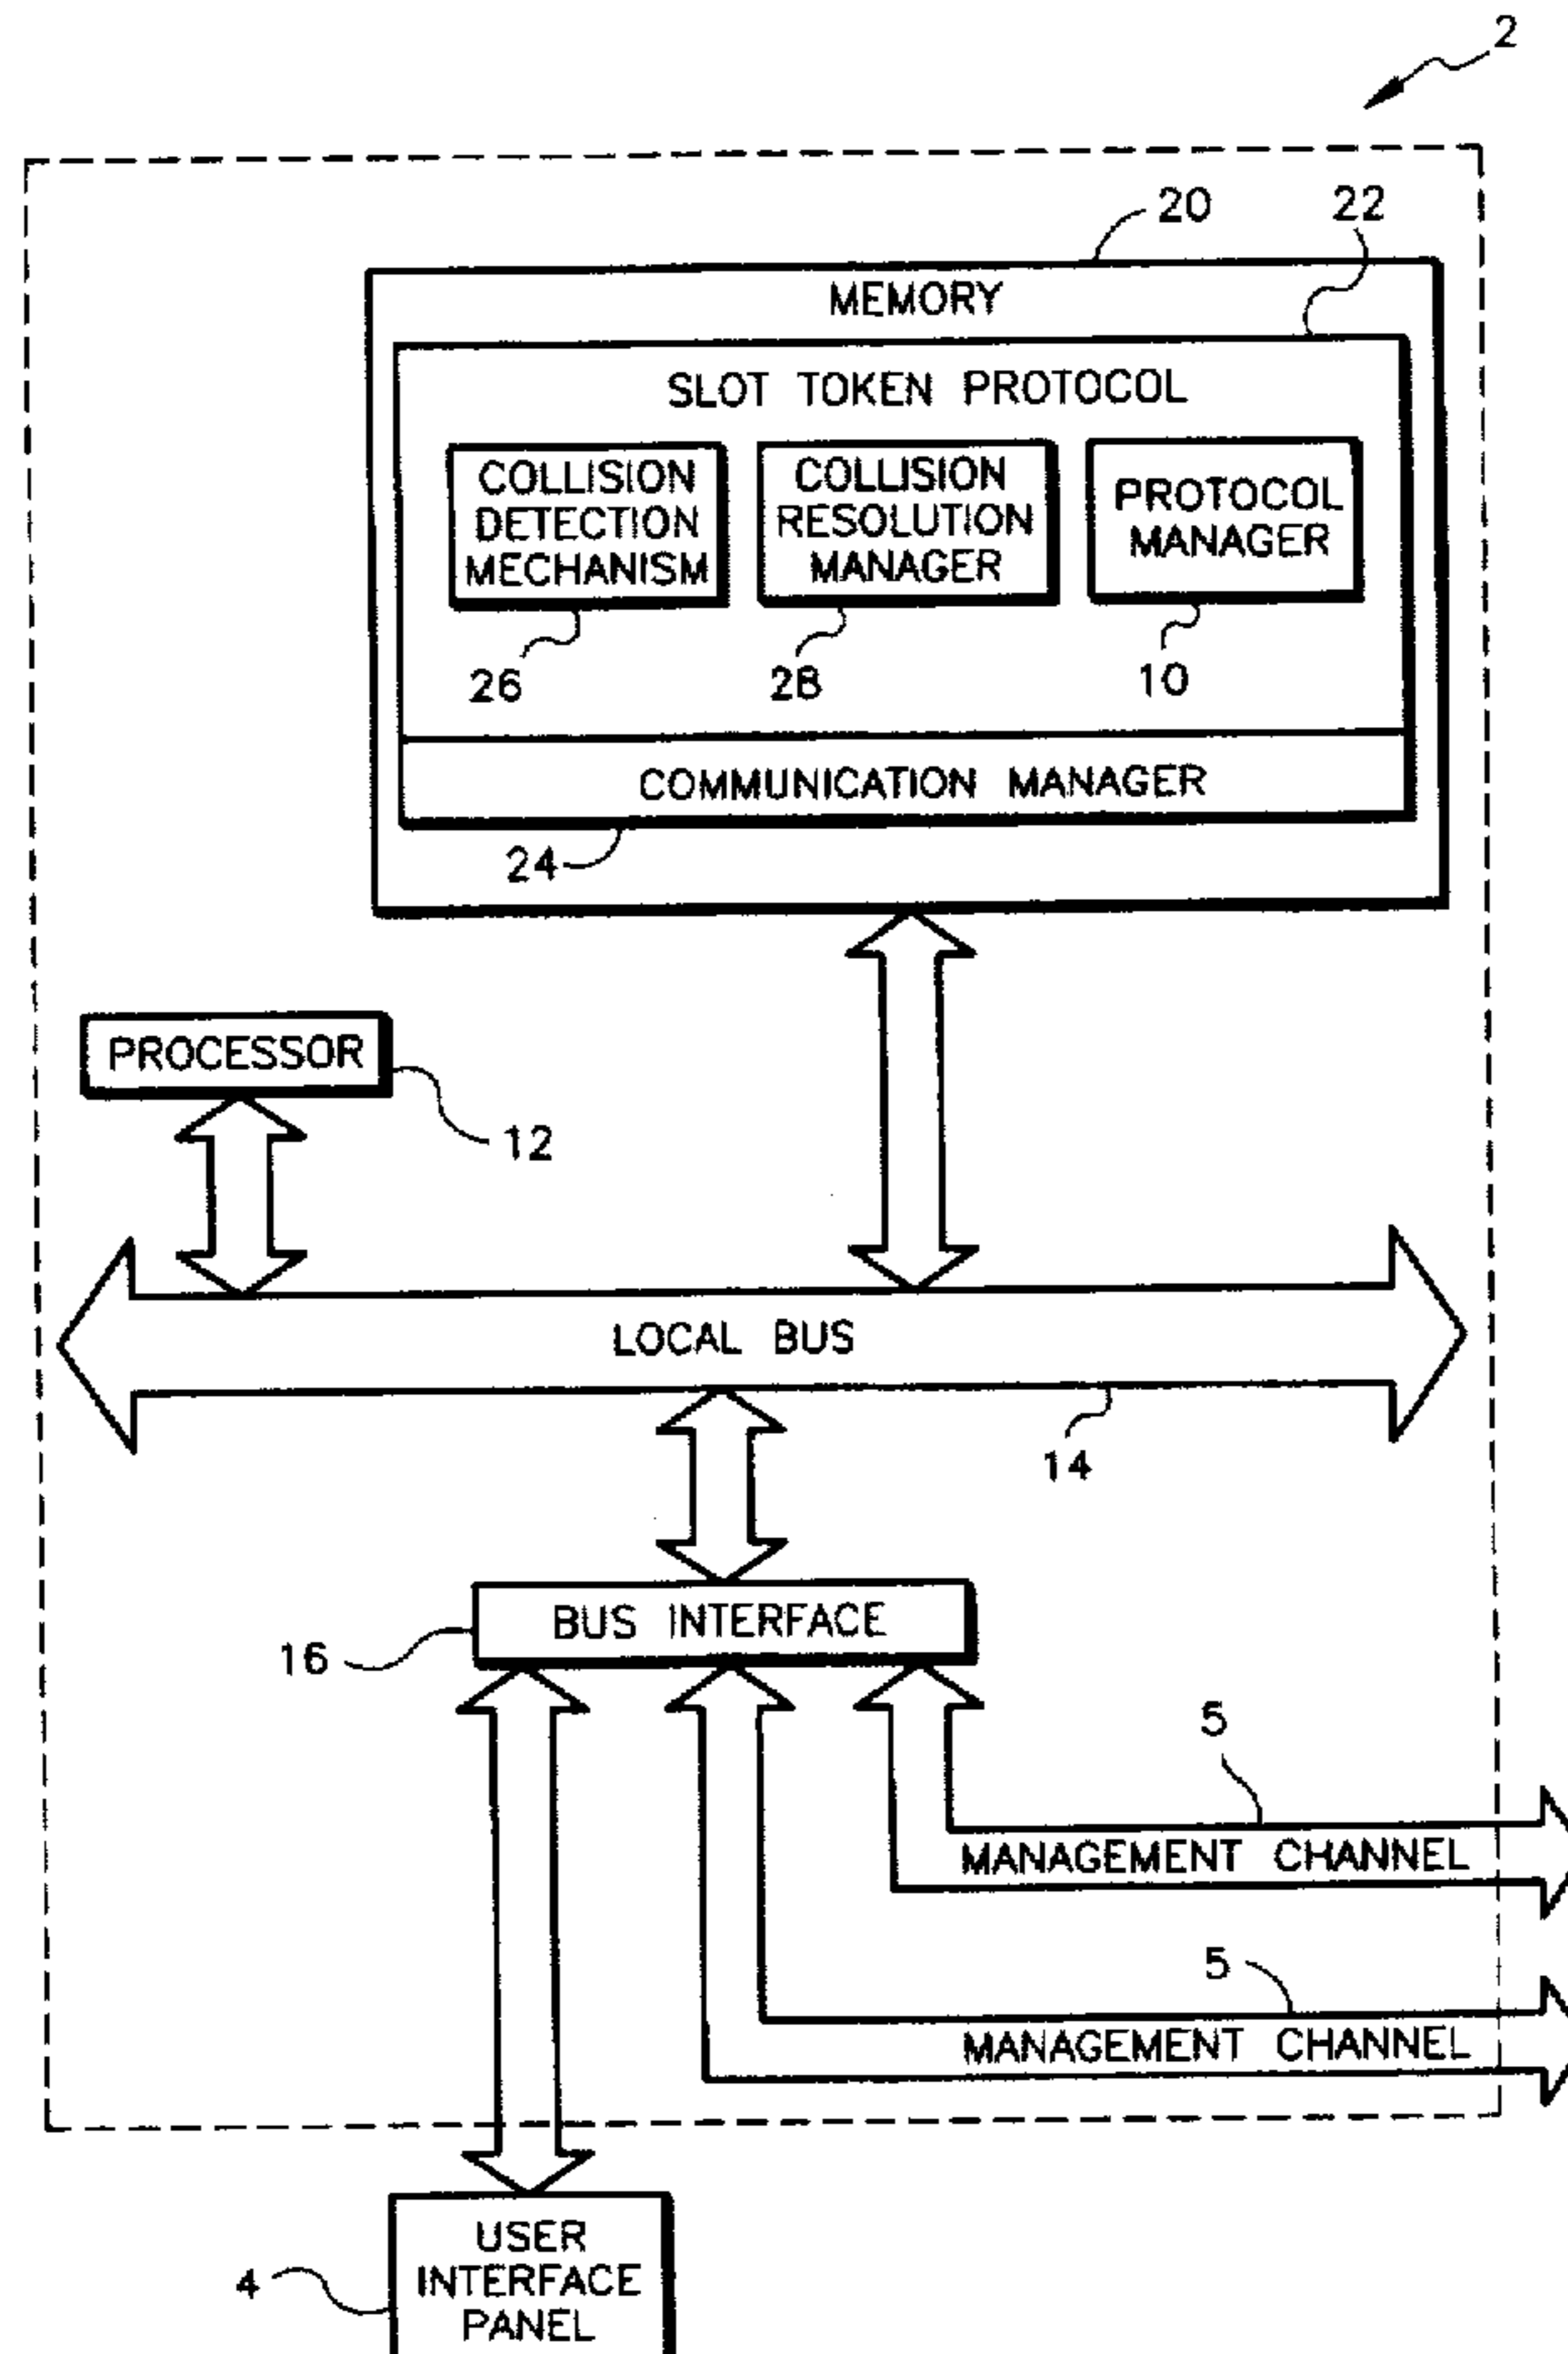 2
20
22
MEMORY
SLOT TOKEN PROTOCOL
COLLISION
DETECTION
MECHANISM
COLLISION
RESOLUTION
MANAGER
PROTOCOL
MANAGER
26
28
10
COMMUNICATION MANAGER
24
PROCESSOR
12
LOCAL BUS
14
BUS INTERFACE
16
5
MANAGEMENT CHANNEL
5
MANAGEMENT CHANNEL
USER
INTERFACE
PANEL
4